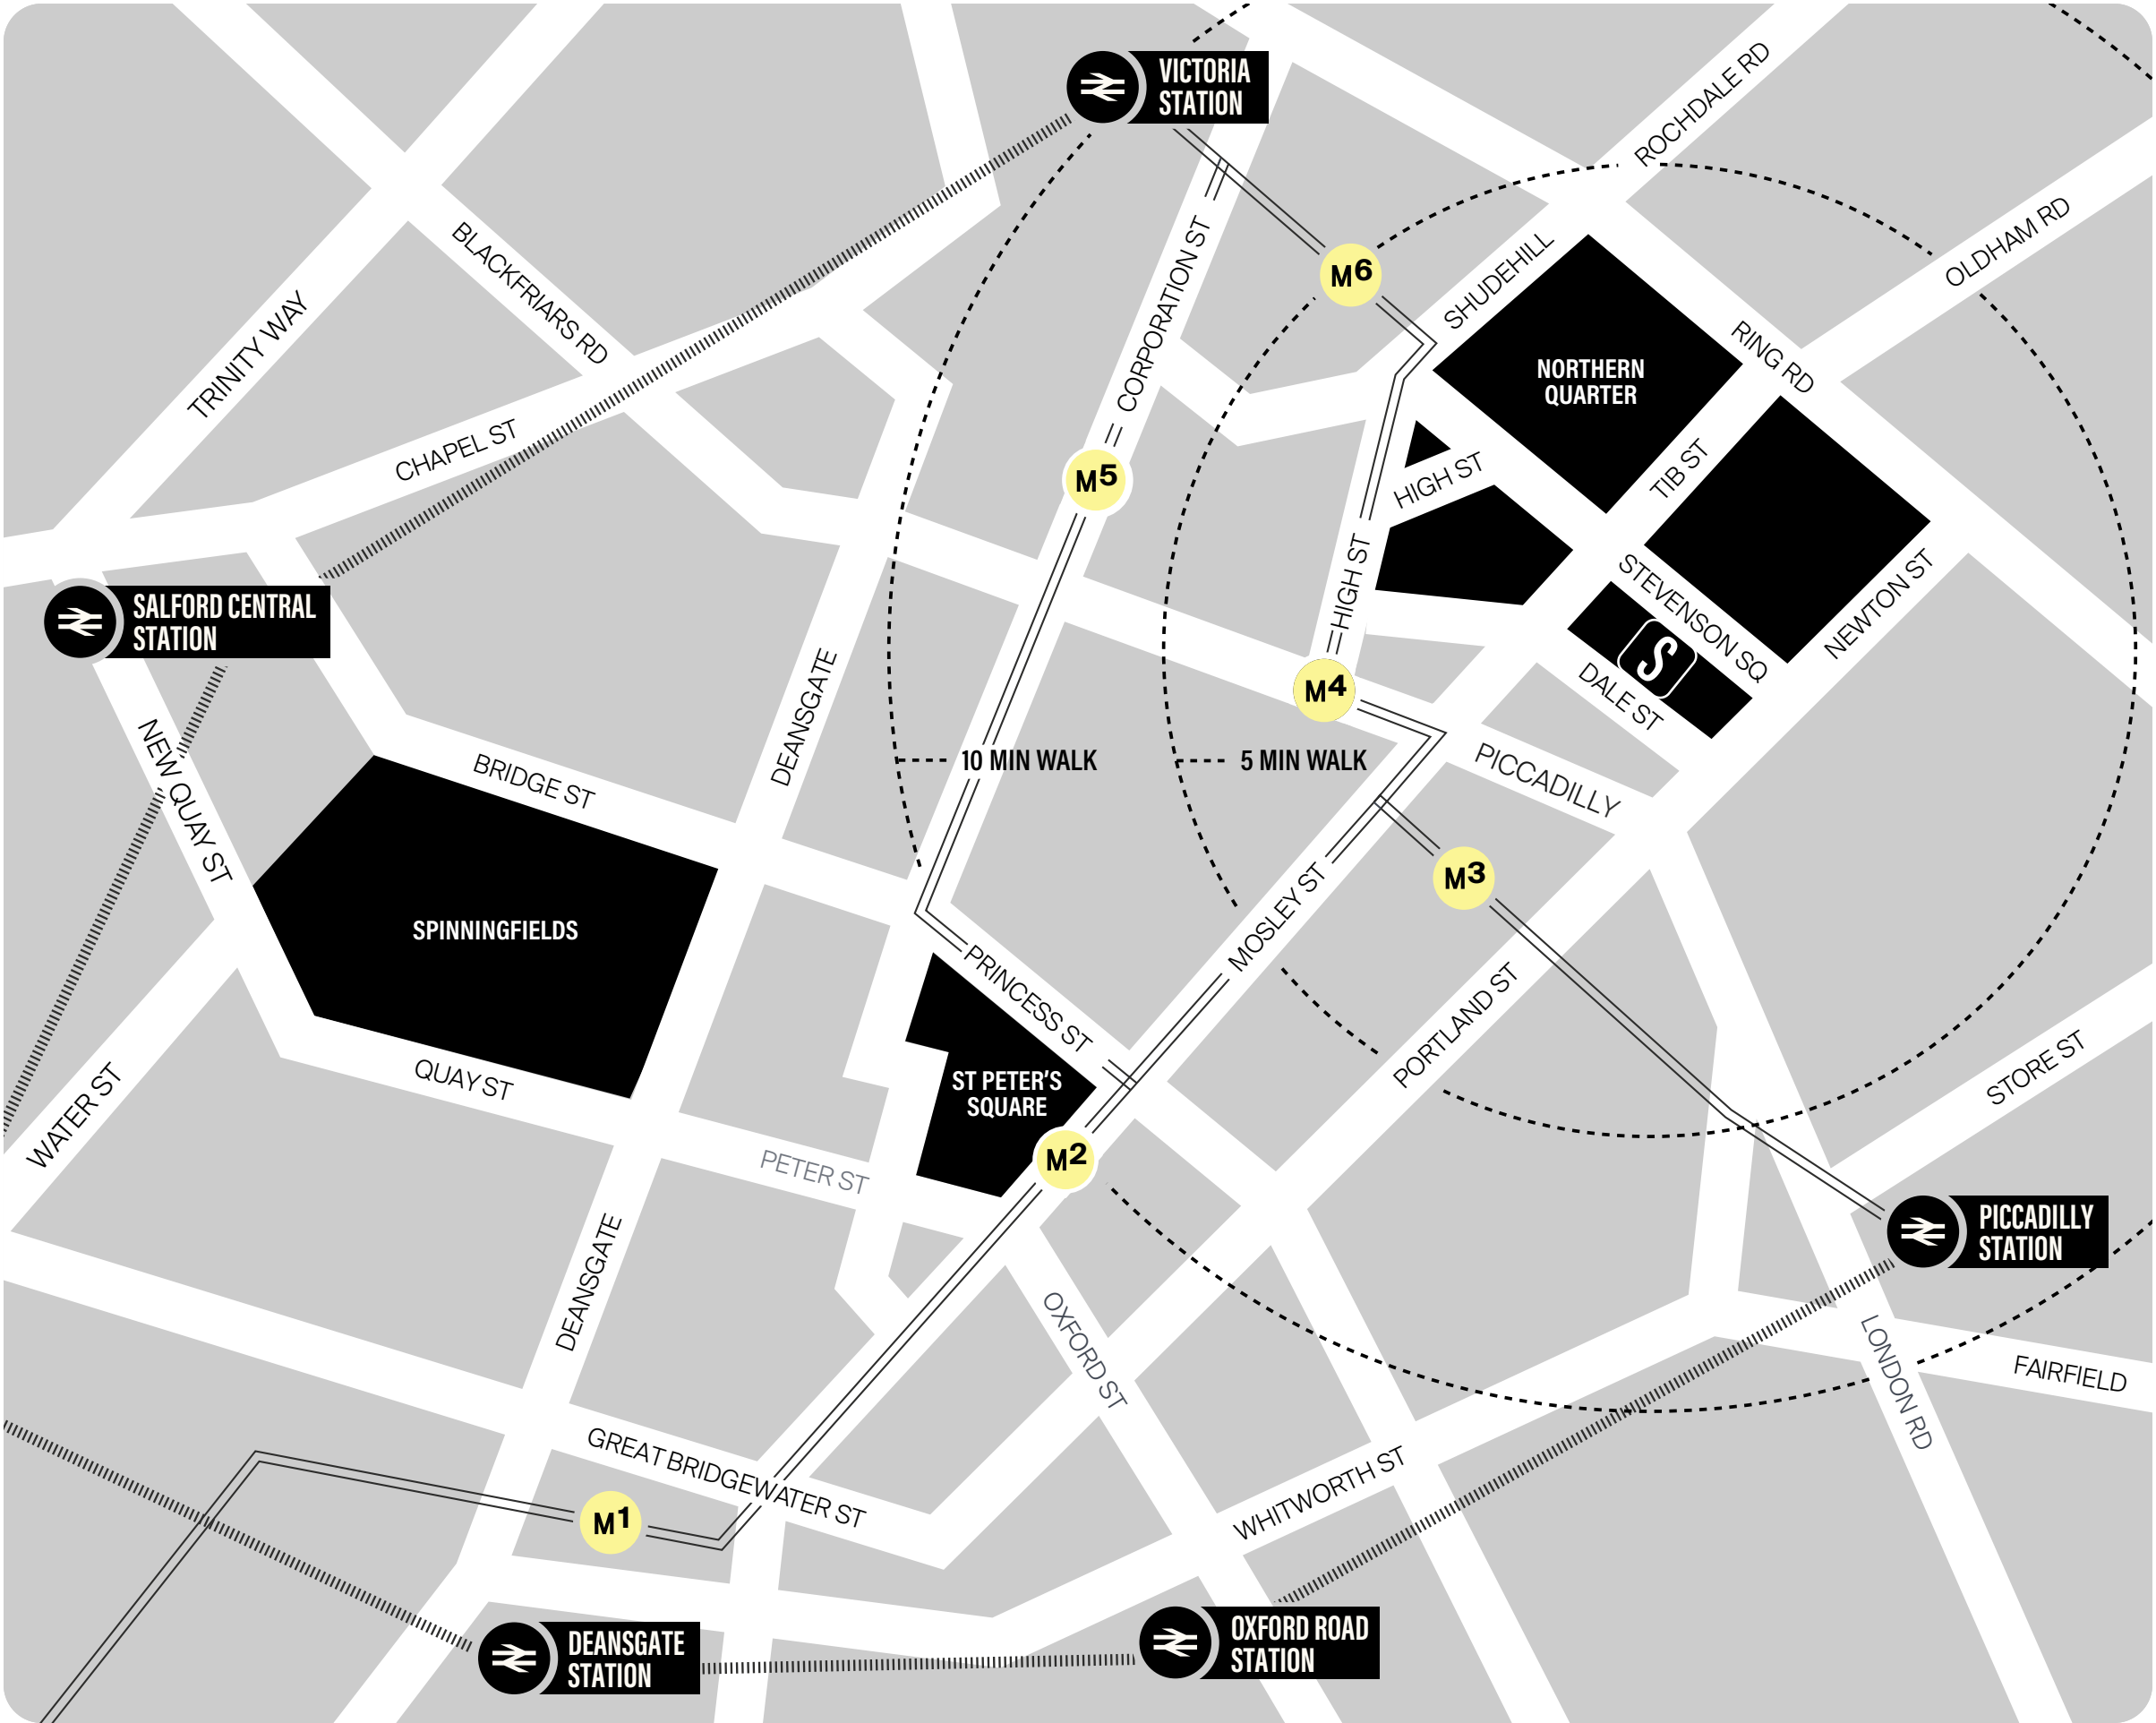 VICTORIA
STATION
ROCHDALE RD
OLDHAM RD
BLACKFRIARS RD
TRINITY WAY
CORPORATION ST
M6
SHUDEHILL
RING RD
NORTHERN
QUARTER
CHAPEL ST
M5
HIGH ST
TIB ST
HIGH ST
STEVENSON SQ
NEWTON ST
SALFORD CENTRAL
STATION
S
DALE ST
M4
DEANSGATE
NEW QUAY ST
BRIDGE ST
10 MIN WALK
5 MIN WALK
PICCADILLY
M3
SPINNINGFIELDS
MOSLEY ST
PRINCESS ST
PORTLAND ST
QUAY ST
WATER ST
ST PETER'S
SQUARE
STORE ST
PETER ST
M2
PICCADILLY
STATION
DEANSGATE
OXFORD ST
LONDON RD
FAIRFIELD
GREAT BRIDGEWATER ST
WHITWORTH ST
M1
DEANSGATE
STATION
OXFORD ROAD
STATION